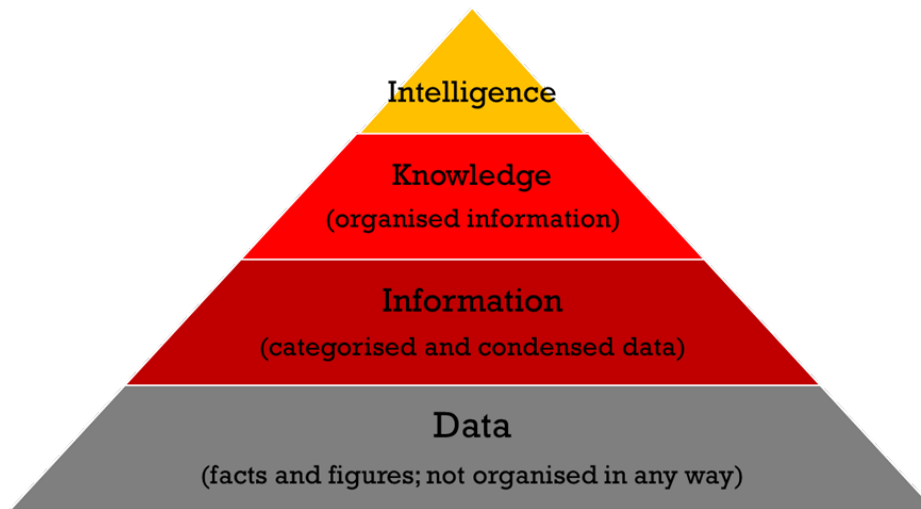 Intelligence
Knowledge
(organised information)
Information
(categorised and condensed data)
Data
(facts and figures; not organised in any way)